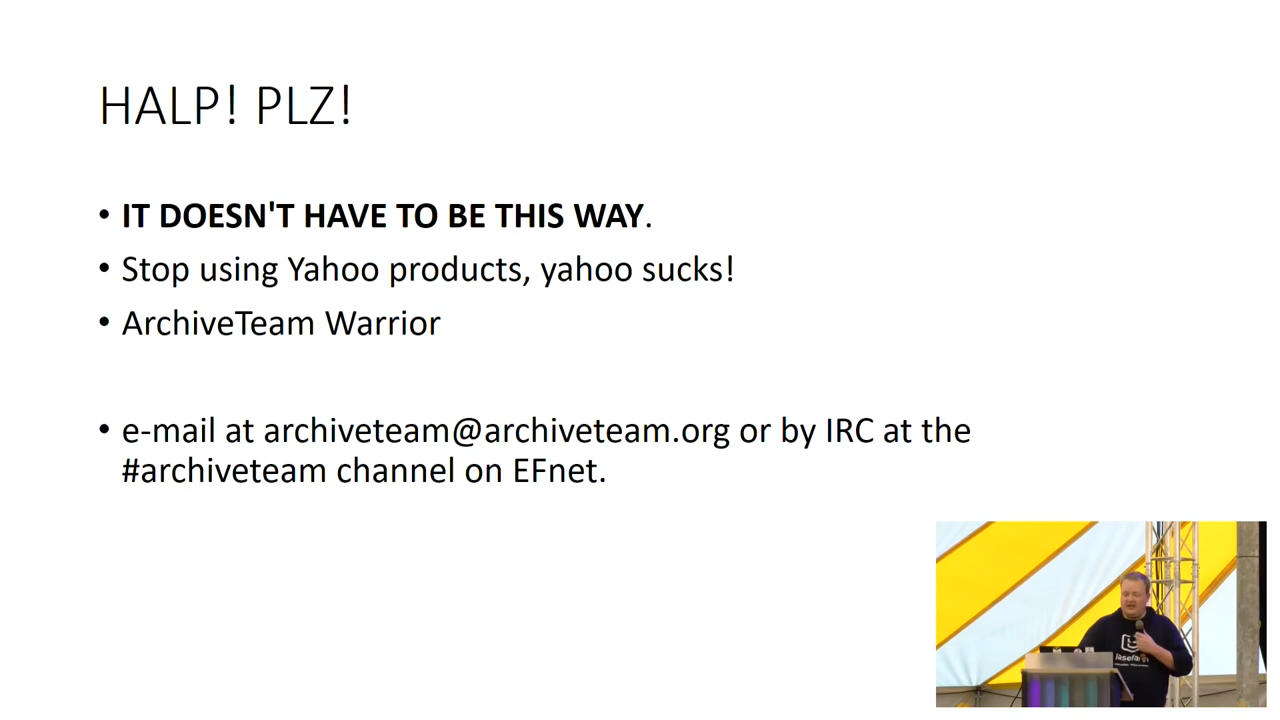 HALP! PLZ!
• IT DOESN'T HAVE TO BE THIS WAY.
• Stop using Yahoo products, yahoo sucks!
• ArchiveTeam Warrior
• e-mail at archiveteam@archiveteam.org or by IRC at the
#archiveteam channel on EFnet.